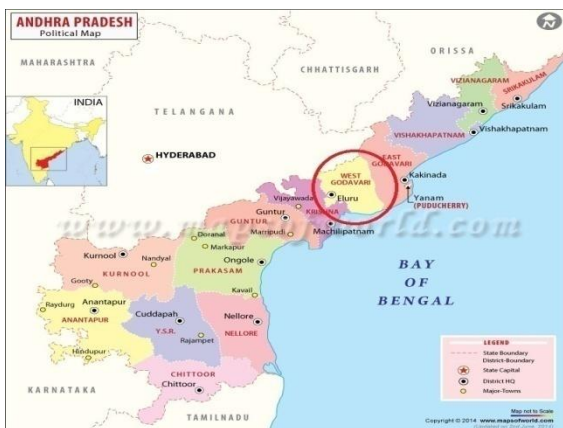 ANDHRA PRADESH
Political Map
N
MAHARASHTRA
CHHATTISGARH
ORISSA
TELANGANA
INDIA
HYDERABAD
VIZIANAGARAM
SRIKAKULAM
Vizianagaram
Srikakulam
VISHAKHAPATNAM
Vishakhapatnam
EAST
GODAVARI
WEST
GODAVARI
Kakinada
Yanam
(PUDUCHERRY)
Eluru
Vijayawada
KRISHNA
Machilipatnam
Guntur
GUNTUR
Marripudi
www.mapsofworld.com
Doranal
Markapur
Kurnool
Nandyal
KURNOOL
Ongole
PRAKASAM
BAY
OF
BENGAL
Gooty
Kavali
Raydurg
Anantapur
ANANTAPUR
Cuddapah
Y.S.R.
Rajampet
Nellore
NELLORE
Hindupur
CHITTOOR
Chittoor
KARNATAKA
TAMILNADU
LEGEND
State Boundary
District-Boundary
State Capital
District HQ
Major-Towns
Map not to Scale
Copyright © 2014 www.mapsofworld.com